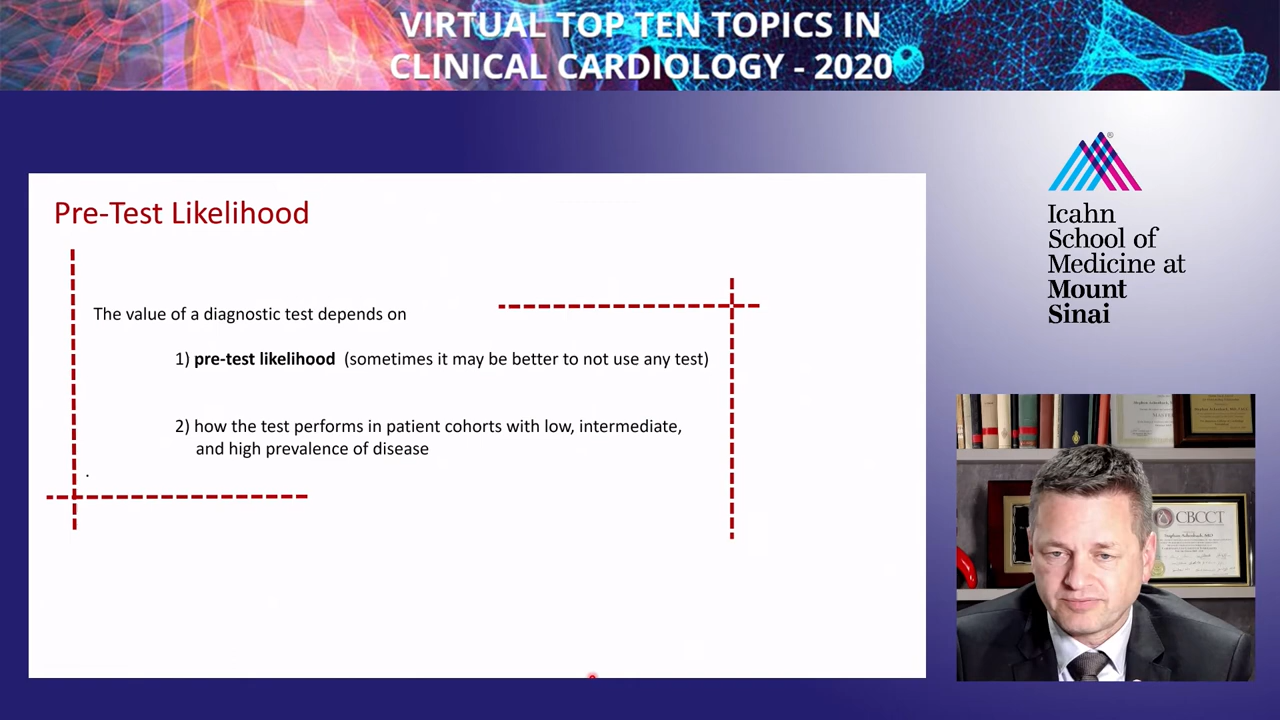 VIRTUAL TOP TEN TOPICS IN
CLINICAL CARDIOLOGY - 2020
Pre-Test Likelihood
The value of a diagnostic test depends on
1) pre-test likelihood (sometimes it may be better to not use any test)
2) how the test performs in patient cohorts with low, intermediate,
and high prevalence of disease
.
®
Icahn
School of
Medicine at
Mount
Sinai
CBCCT